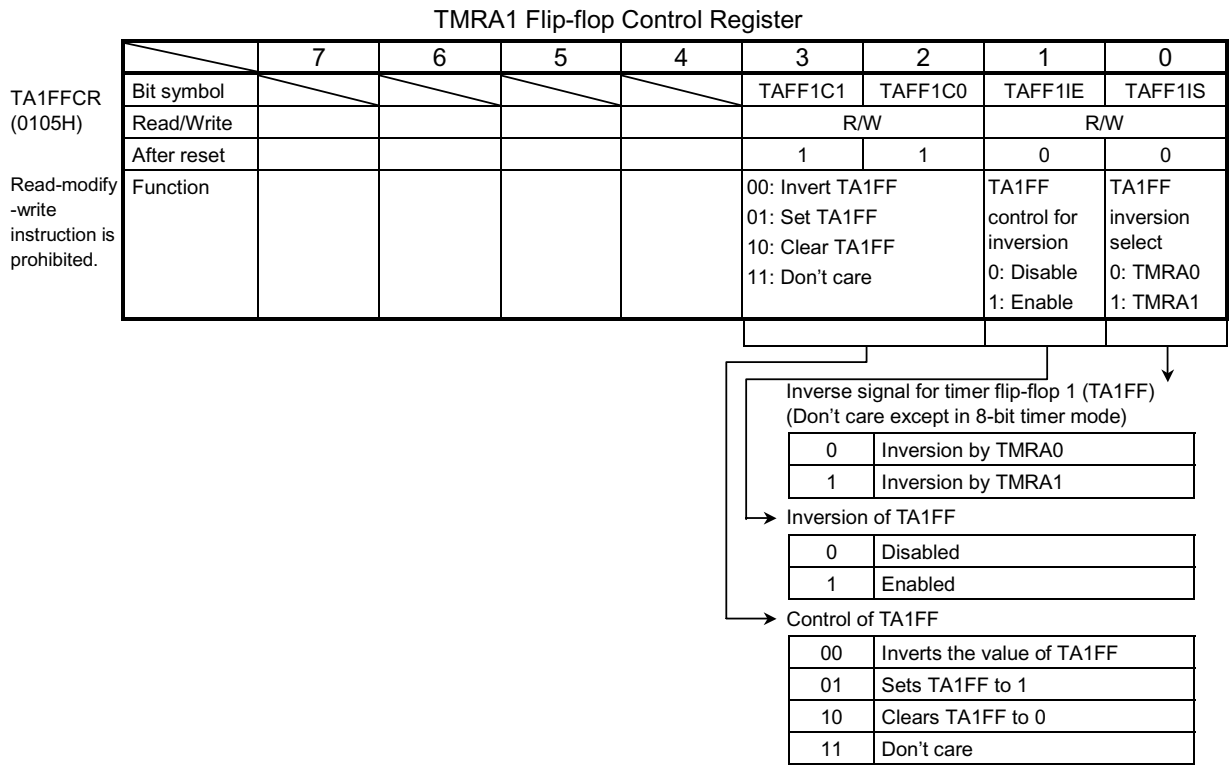 TMRA1 Flip-flop Control Register
7 6 5 4 3 2 1 0
TA1FFCR
(0105H)
Bit symbol TAFF1C1 TAFF1C0 TAFF1IE TAFF1IS
Read/Write R/W R/W
After reset 1 1 0 0
Read-modify
-write
instruction is
prohibited.
Function
00: Invert TA1FF
01: Set TA1FF
10: Clear TA1FF
11: Don't care
TA1FF
control for
inversion
0: Disable
1: Enable
TA1FF
inversion
select
0: TMRA0
1: TMRA1
Inverse signal for timer flip-flop 1 (TA1FF)
(Don't care except in 8-bit timer mode)
0 Inversion by TMRA0
1 Inversion by TMRA1
Inversion of TA1FF
0 Disabled
1 Enabled
Control of TA1FF
00 Inverts the value of TA1FF
01 Sets TA1FF to 1
10 Clears TA1FF to 0
11 Don't care